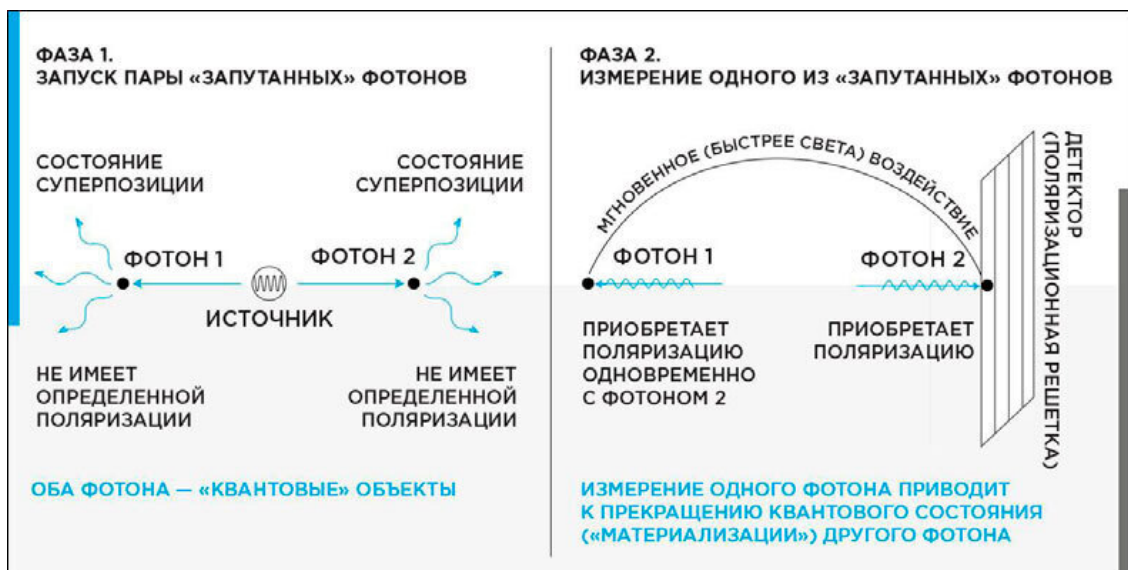 ФАЗА 1.
ЗАПУСК ПАРЫ «ЗАПУТАННЫХ» ФОТОНОВ
СОСТОЯНИЕ
СУПЕРПОЗИЦИИ
СОСТОЯНИЕ
СУПЕРПОЗИЦИИ
ФОТОН 1
ФОТОН 2
ИСТОЧНИК
НЕ ИМЕЕТ
ОПРЕДЕЛЕННОЙ
ПОЛЯРИЗАЦИИ
НЕ ИМЕЕТ
ОПРЕДЕЛЕННОЙ
ПОЛЯРИЗАЦИИ
ОБА ФОТОНА — «КВАНТОВЫЕ» ОБЪЕКТЫ
ФАЗА 2.
ИЗМЕРЕНИЕ ОДНОГО ИЗ «ЗАПУТАННЫХ» ФОТОНОВ
МГНОВЕННОЕ (БЫСТРЕЕ СВЕТА) ВОЗДЕЙСТВИЕ
ДЕТЕКТОР
(ПОЛЯРИЗАЦИОННАЯ РЕШЕТКА)
ФОТОН 1
ФОТОН 2
ПРИОБРЕТАЕТ
ПОЛЯРИЗАЦИЮ
ОДНОВРЕМЕННО
С ФОТОНОМ 2
ПРИОБРЕТАЕТ
ПОЛЯРИЗАЦИЮ
ИЗМЕРЕНИЕ ОДНОГО ФОТОНА ПРИВОДИТ
К ПРЕКРАЩЕНИЮ КВАНТОВОГО СОСТОЯНИЯ
(«МАТЕРИАЛИЗАЦИИ») ДРУГОГО ФОТОНА